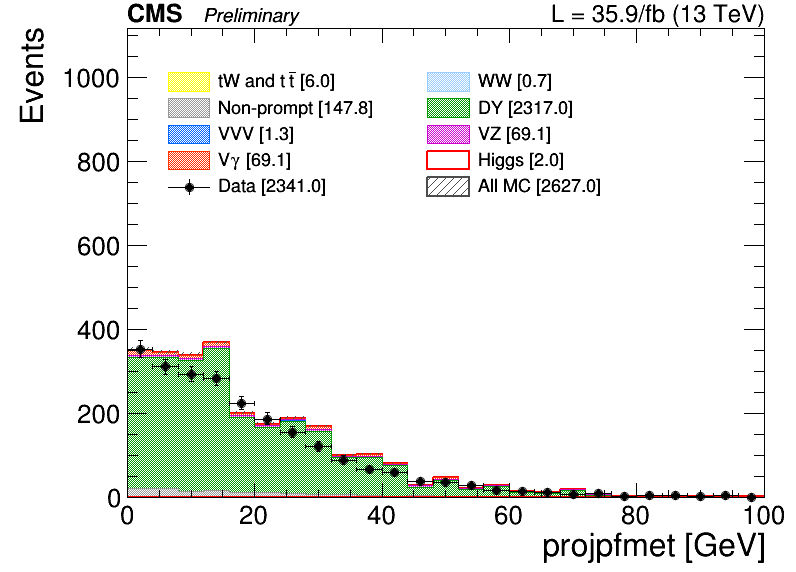 CMS Preliminary L = 35.9/fb (13 TeV)
Events
1000
800
600
400
200
0
tW and t t̄ [6.0]
Non-prompt [147.8]
VVV [1.3]
Vγ [69.1]
Data [2341.0]
WW [0.7]
DY [2317.0]
VZ [69.1]
Higgs [2.0]
All MC [2627.0]
0 20 40 60 80 100
projpfmet [GeV]